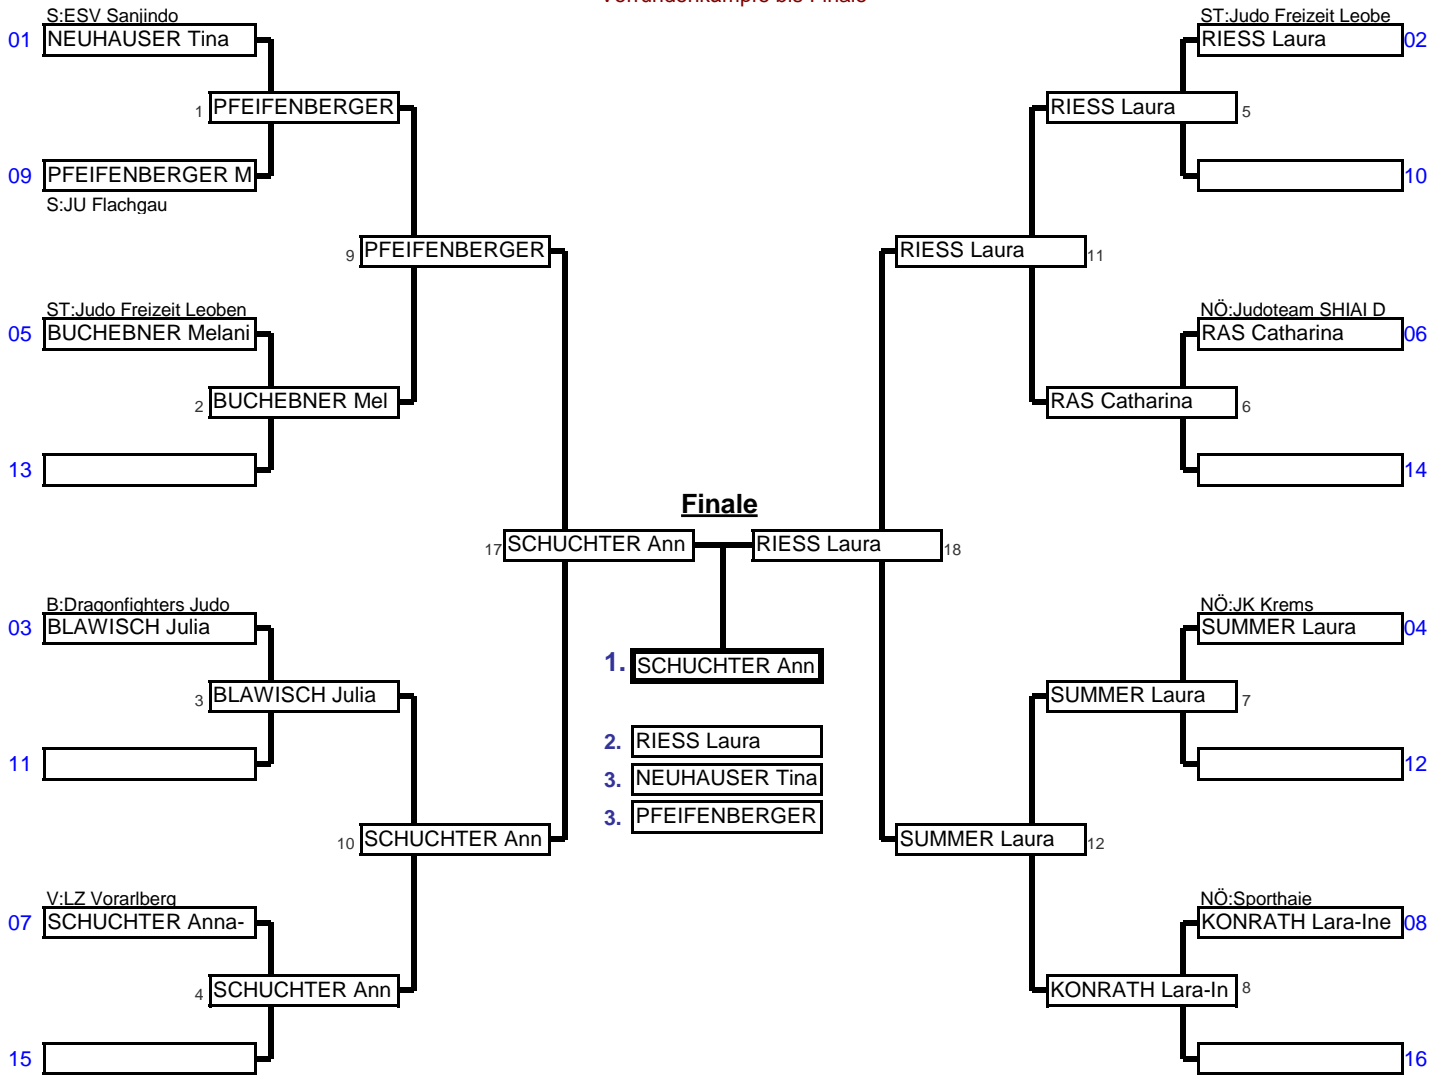 S:ESV Sanjindo
01 NEUHAUSER Tina
1 PFEIFENBERGER
09 PFEIFENBERGER M
S:JU Flachgau
9 PFEIFENBERGER
ST:Judo Freizeit Leoben
05 BUCHEBNER Melani
2 BUCHEBNER Mel
13
Finale
17 SCHUCHTER Ann
B:Dragonfighters Judo
03 BLAWISCH Julia
3 BLAWISCH Julia
11
10 SCHUCHTER Ann
V:LZ Vorarlberg
07 SCHUCHTER Anna-
4 SCHUCHTER Ann
15
1. SCHUCHTER Ann
2. RIESS Laura
3. NEUHAUSER Tina
3. PFEIFENBERGER
ST:Judo Freizeit Leobe
RIESS Laura 02
RIESS Laura 5
10
RIESS Laura 11
NÖ:Judoteam SHIAI D
RAS Catharina 06
RAS Catharina 6
14
RIESS Laura 18
NÖ:JK Krems
SUMMER Laura 04
SUMMER Laura 7
12
SUMMER Laura 12
NÖ:Sporthaie
KONRATH Lara-Ine 08
KONRATH Lara-In 8
16